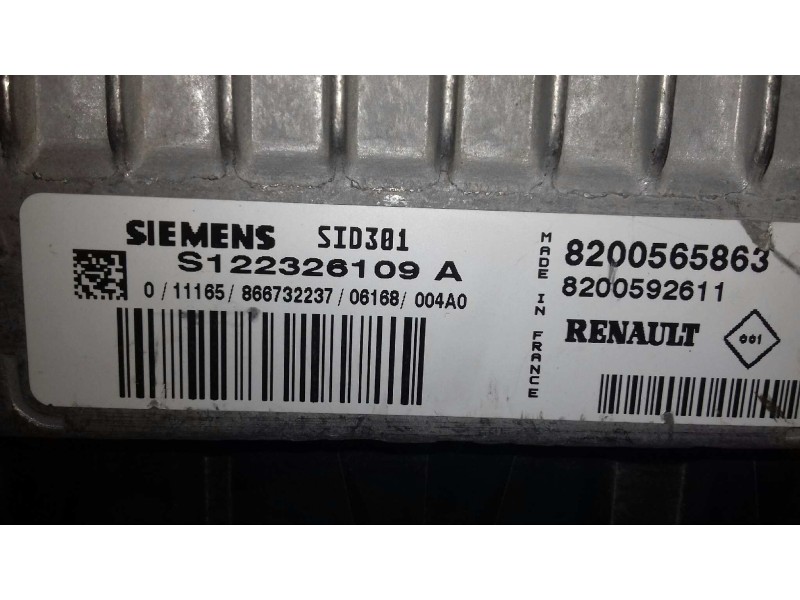 SIEMENS SID301
S122326109 A
0 / 11165 / 866732237 / 06168 / 004A0
MADE IN FRANCE
8200565863
8200592611
RENAULT
001